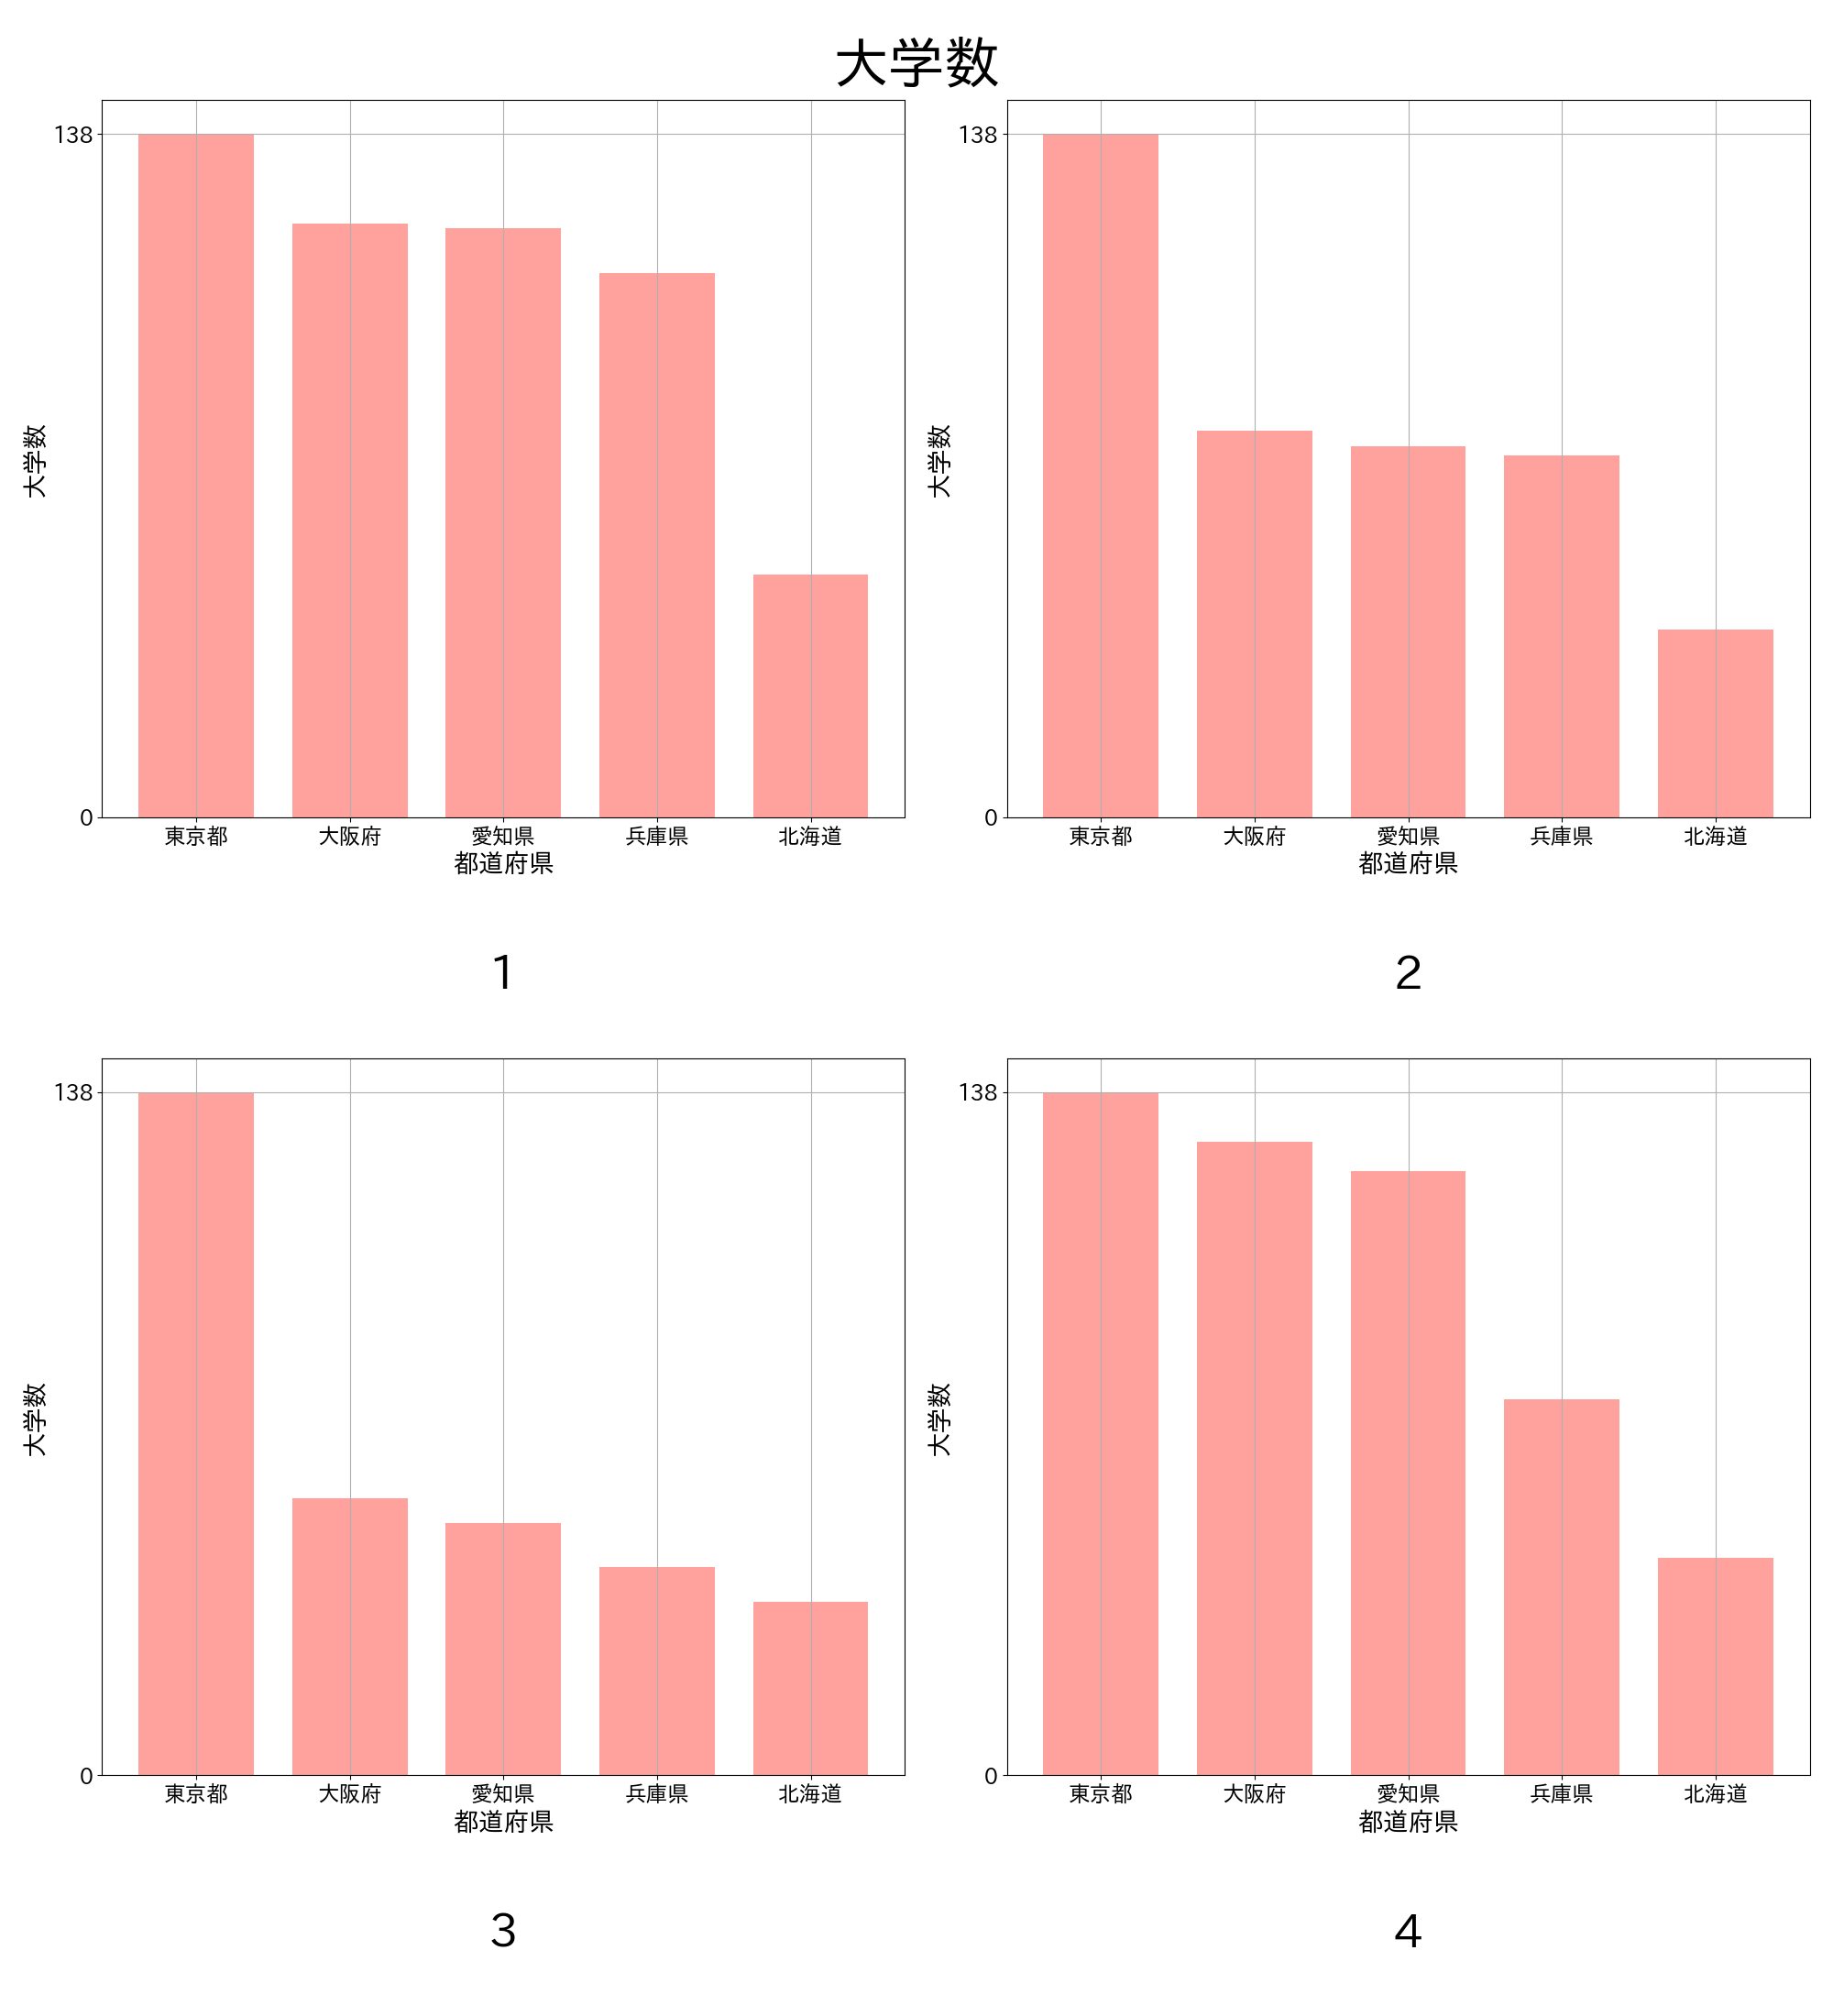 大学数
138
0
大学数
東京都 大阪府 愛知県 兵庫県 北海道
都道府県
1
138
0
大学数
東京都 大阪府 愛知県 兵庫県 北海道
都道府県
2
138
0
大学数
東京都 大阪府 愛知県 兵庫県 北海道
都道府県
3
138
0
大学数
東京都 大阪府 愛知県 兵庫県 北海道
都道府県
4